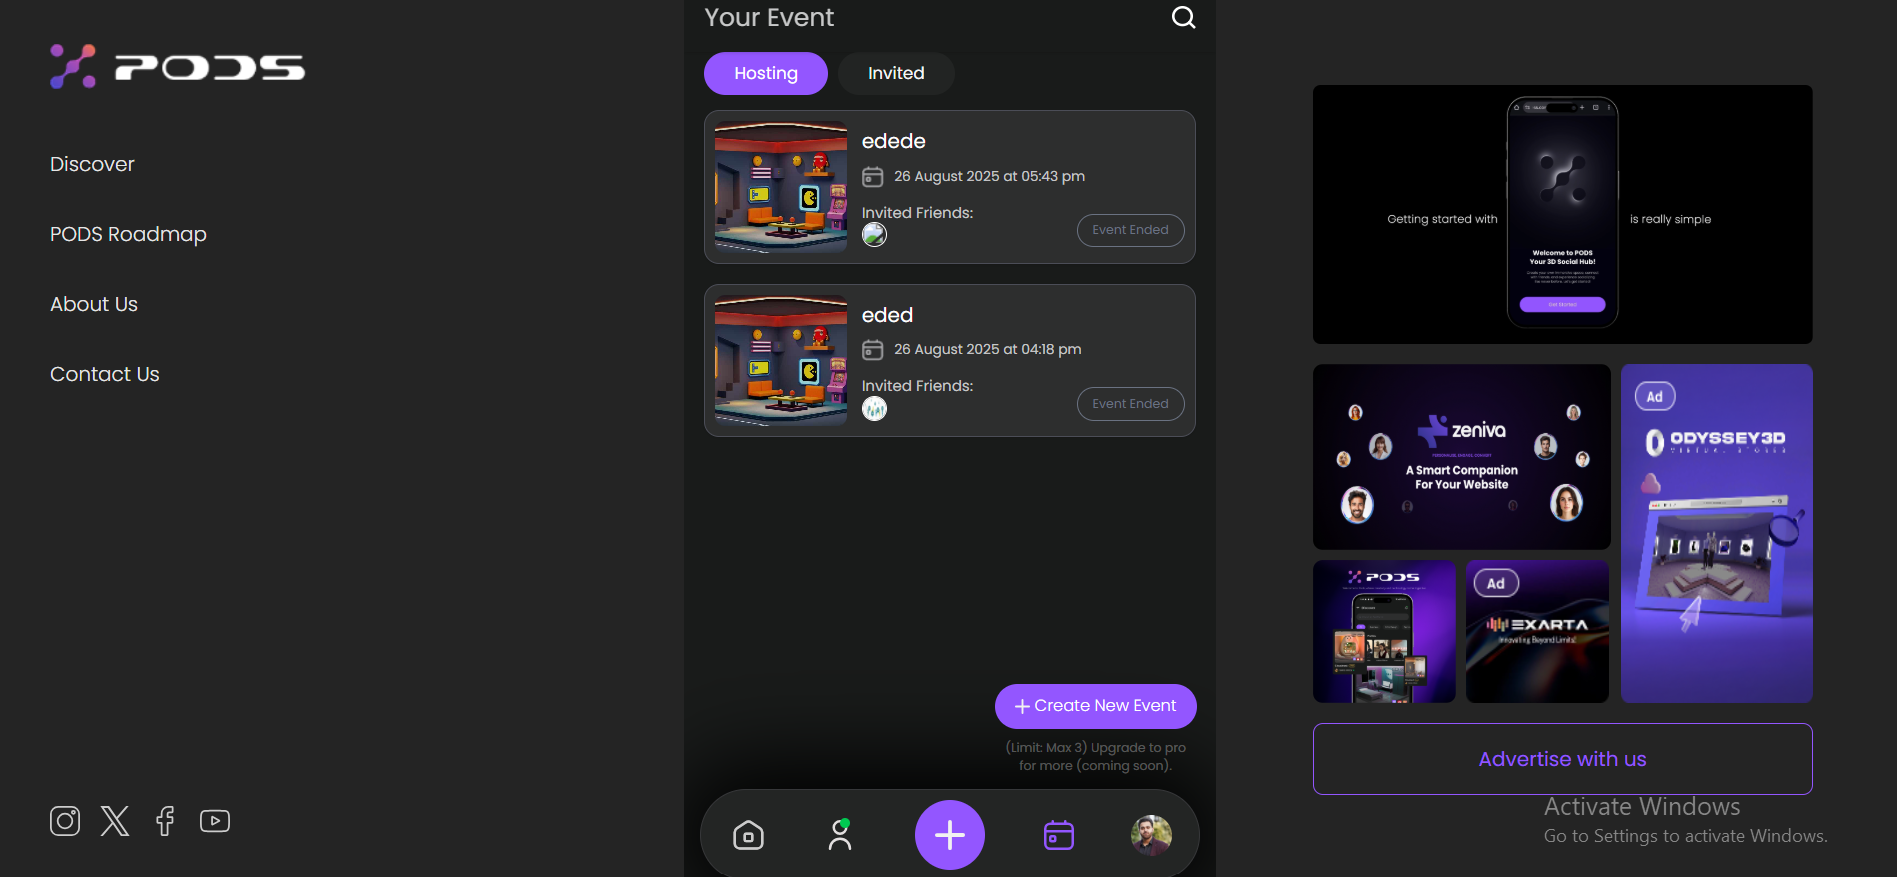 PODS
Discover
PODS Roadmap
About Us
Contact Us
Your Event
Hosting
Invited
edede
26 August 2025 at 05:43 pm
Invited Friends:
Event Ended
eded
26 August 2025 at 04:18 pm
Invited Friends:
Event Ended
+ Create New Event
(Limit: Max 3) Upgrade to pro
for more (coming soon).
Getting started with
is really simple
Welcome to PODS
Your 3D Social Hub!
Get Started
zeniva
A Smart Companion
For Your Website
Ad
ODYSSEY3D
VIRTUAL STORES
PODS
Ad
EXARTA
Innovating Beyond Limits!
Advertise with us
Activate Windows
Go to Settings to activate Windows.